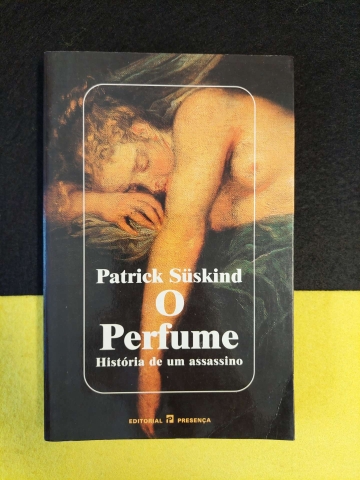 Patrick Süskind
O
Perfume
História de um assassino
EDITORIAL P PRESENÇA